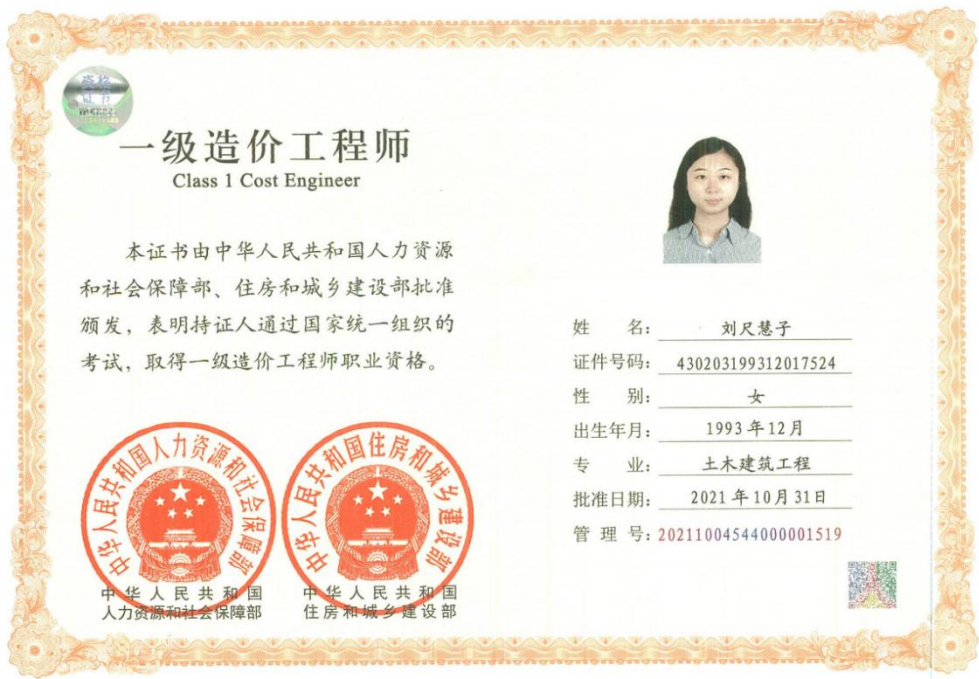 资格
证书
一级造价工程师
Class 1 Cost Engineer
本证书由中华人民共和国人力资源
和社会保障部、住房和城乡建设部批准
颁发，表明持证人通过国家统一组织的
考试，取得一级造价工程师职业资格。
中华人民共和国人力资源和社会保障部
中华人民共和国住房和城乡建设部
中华人民共和国
人力资源和社会保障部
中华人民共和国
住房和城乡建设部
姓 名： 刘尺慧子
证件号码： 430203199312017524
性 别： 女
出生年月： 1993年12月
专 业： 土木建筑工程
批准日期： 2021年10月31日
管 理 号：20211004544000001519